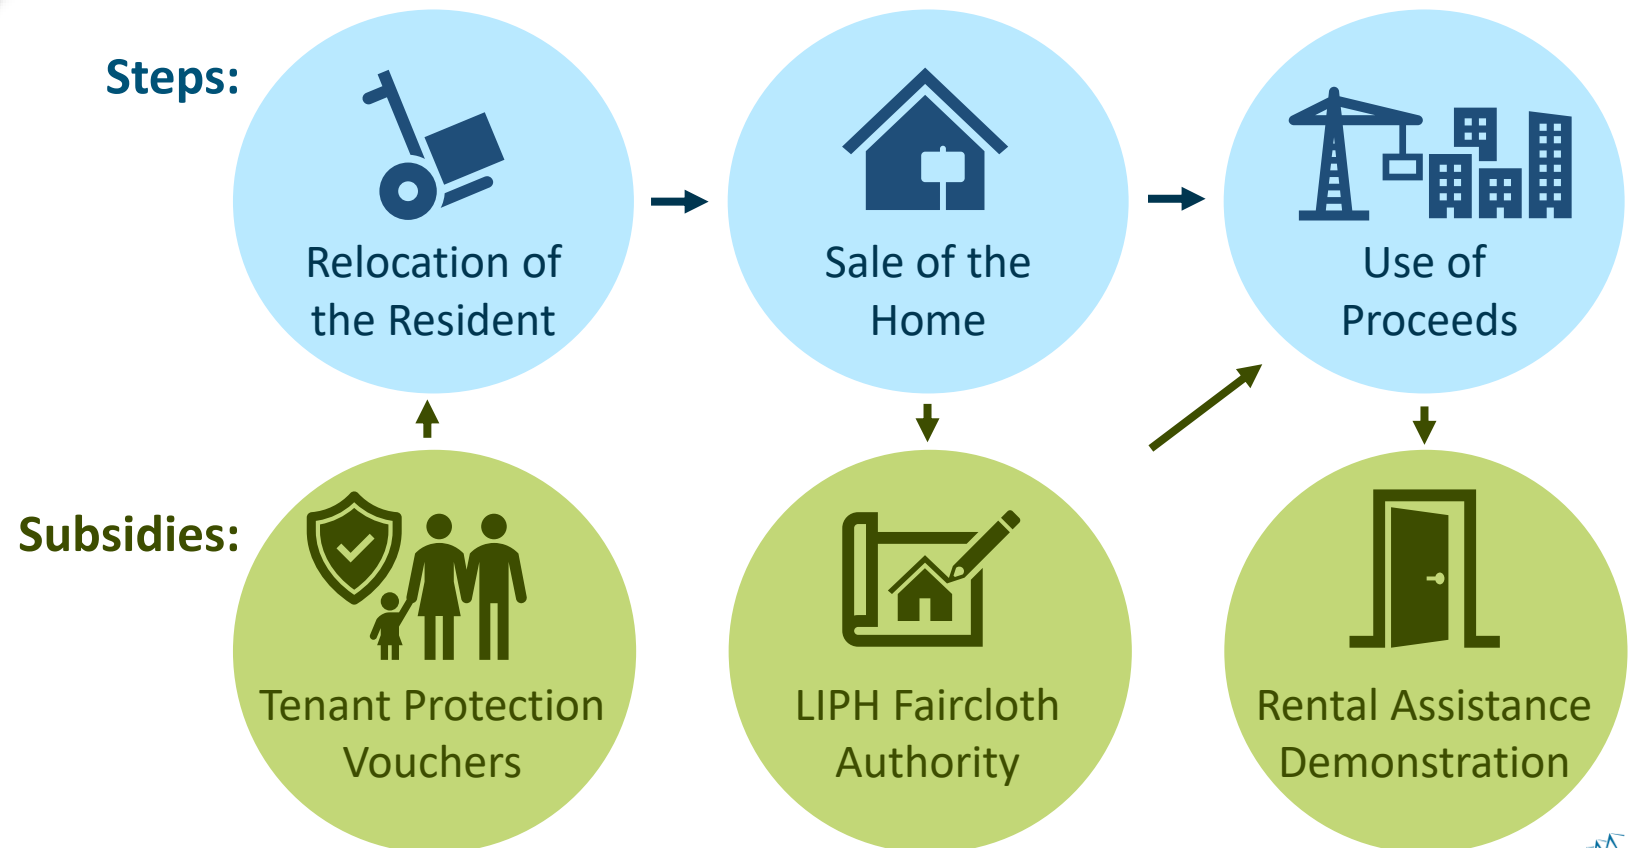 Steps:
Relocation of
the Resident
Sale of the
Home
Use of
Proceeds
Subsidies:
Tenant Protection
Vouchers
LIPH Faircloth
Authority
Rental Assistance
Demonstration